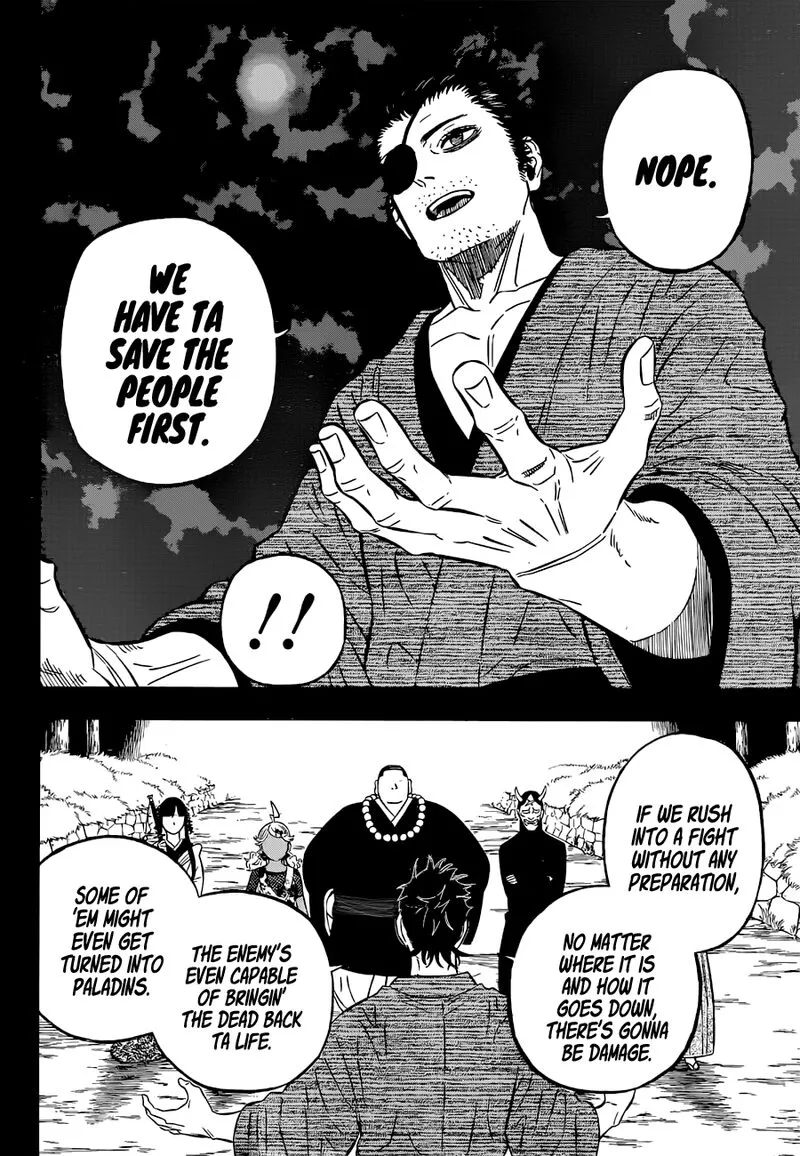 NOPE.
WE
HAVE TA
SAVE THE
PEOPLE
FIRST.
!!
IF WE RUSH
INTO A FIGHT
WITHOUT ANY
PREPARATION,
NO MATTER
WHERE IT IS
AND HOW IT
GOES DOWN,
THERE'S GONNA
BE DAMAGE.
THE ENEMY'S
EVEN CAPABLE
OF BRINGIN'
THE DEAD BACK
TA LIFE.
SOME OF
'EM MIGHT
EVEN GET
TURNED INTO
PALADINS.